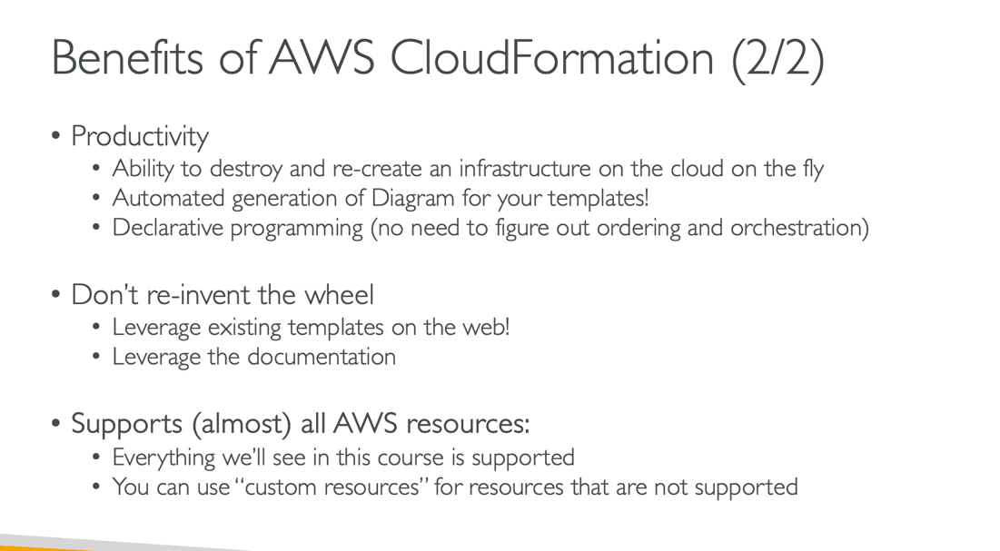 Benefits of AWS CloudFormation (2/2)
• Productivity
• Ability to destroy and re-create an infrastructure on the cloud on the fly
• Automated generation of Diagram for your templates!
• Declarative programming (no need to figure out ordering and orchestration)
• Don't re-invent the wheel
• Leverage existing templates on the web!
• Leverage the documentation
• Supports (almost) all AWS resources:
• Everything we'll see in this course is supported
• You can use “custom resources” for resources that are not supported